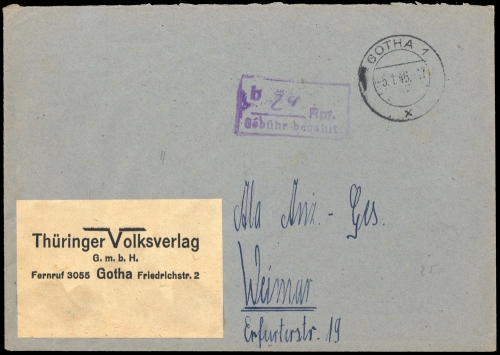 GOTHA 1
b
Rpf.
Gebühr bezahlt
Thüringer Volksverlag
G. m. b. H.
Fernruf 3055 Gotha Friedrichstr. 2
Ala Anz.-Ges.
Weimar
Erfurterstr. 19